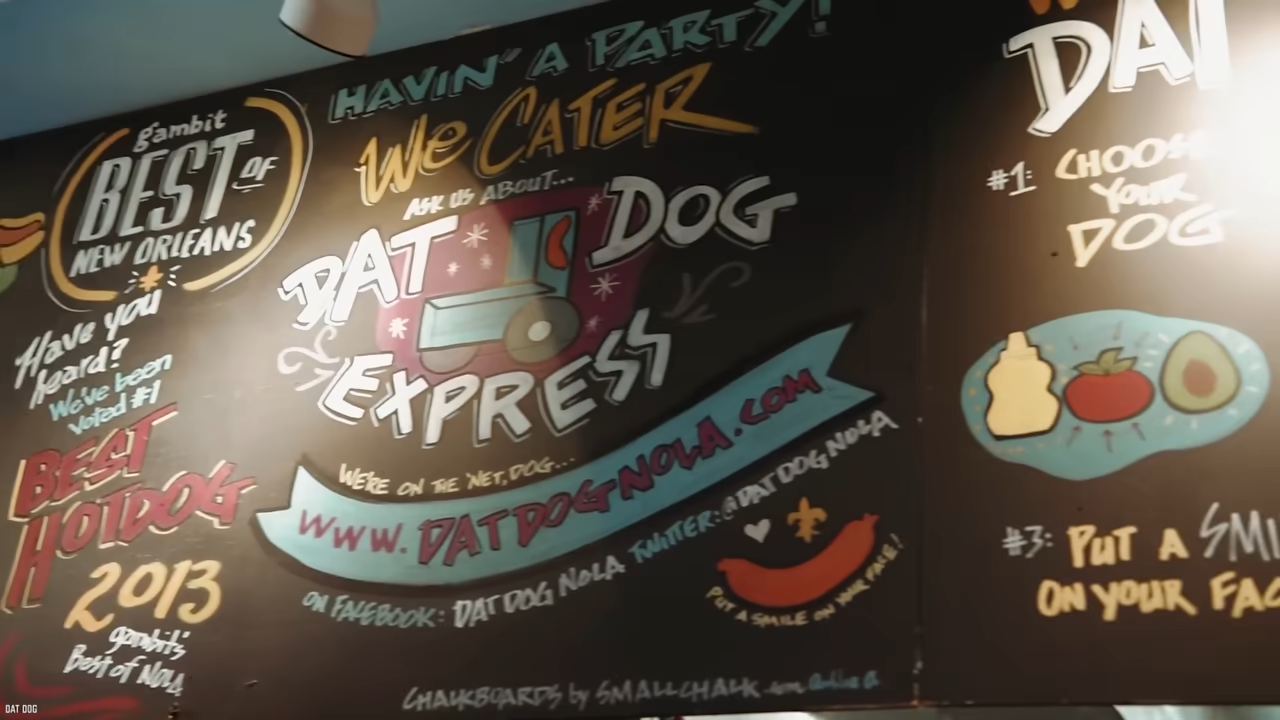 gambit
BEST OF
NEW ORLEANS
Have you
heard?
We've been
voted #1
BEST
HOTDOG
2013
gambit's
Best of NOLA
HAVIN' A PARTY!
We CATER
ASK US ABOUT...
DAT DOG
EXPRESS
WE'RE ON THE 'NET, DOG...
WWW.DATDOGNOLA.COM
ON FACEBOOK: DAT DOG NOLA TWITTER: @DATDOGNOLA
PUT A SMILE ON YOUR FACE!
CHALKBOARDS by SMALLCHALK.com
DAT
#1: CHOOSE
YOUR
DOG
#3: PUT A SMI
ON YOUR FAC
DAT DOG